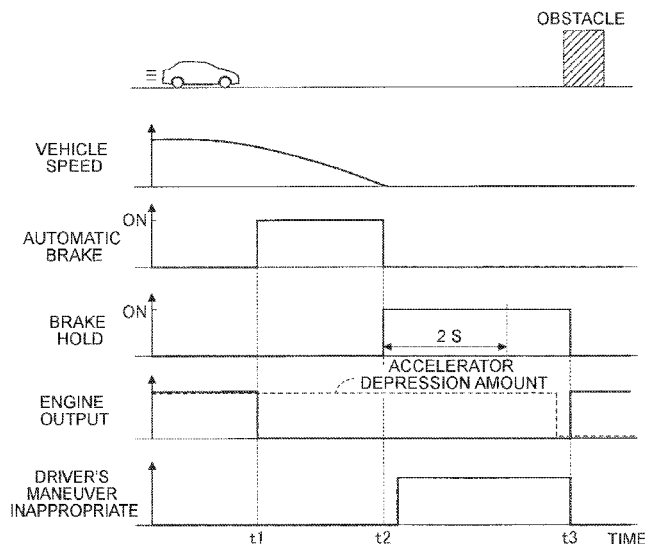 OBSTACLE
VEHICLE
SPEED
ON
AUTOMATIC
BRAKE
ON
BRAKE
HOLD
2 S
ACCELERATOR
DEPRESSION AMOUNT
ENGINE
OUTPUT
DRIVER'S
MANEUVER
INAPPROPRIATE
t1
t2
t3
TIME